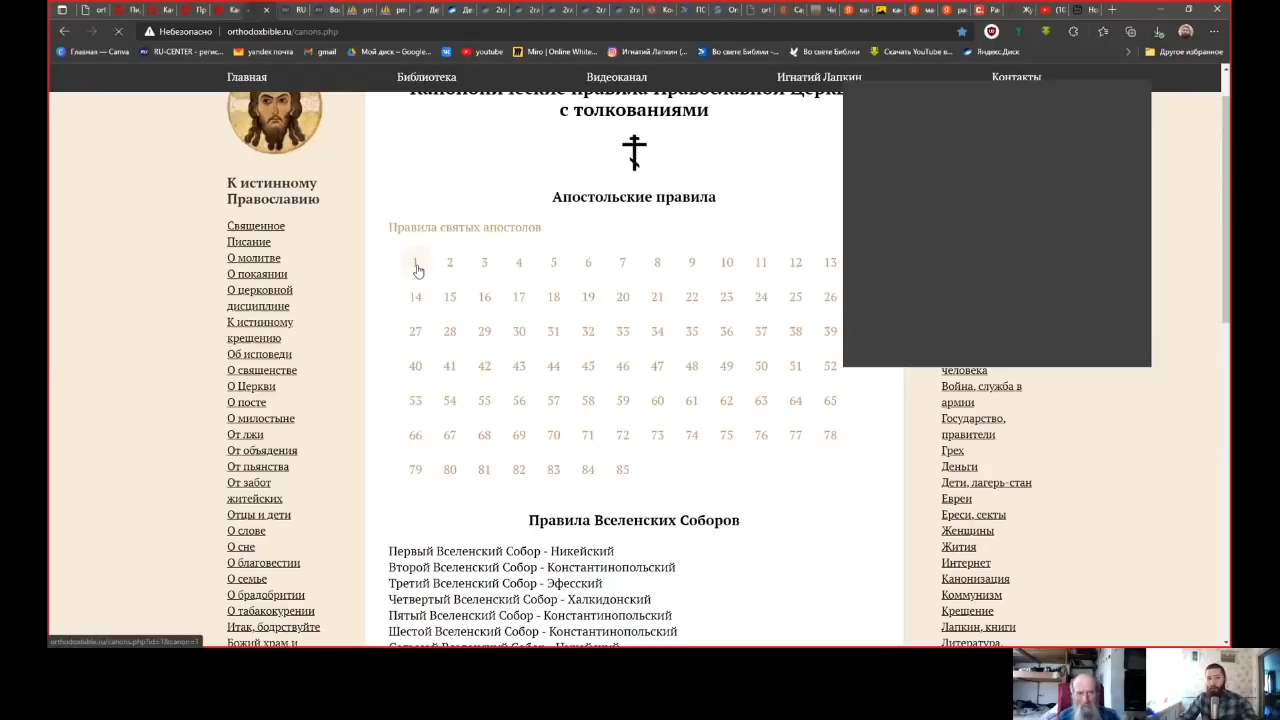 Небезопасно orthodoxbible.ru/canons.php
Главная — Canva RU-CENTER - регис... yandex почта gmail Мой диск – Google... youtube Miro | Online White... Игнатий Лапкин (... Во свете Библии -... Во свете Библии Скачать YouTube в... Яндекс.Диск Другое избранное
Главная Библиотека Видеоканал Игнатий Лапкин Контакты
с толкованиями
Апостольские правила
Правила святых апостолов
1 2 3 4 5 6 7 8 9 10 11 12 13
14 15 16 17 18 19 20 21 22 23 24 25 26
27 28 29 30 31 32 33 34 35 36 37 38 39
40 41 42 43 44 45 46 47 48 49 50 51 52
53 54 55 56 57 58 59 60 61 62 63 64 65
66 67 68 69 70 71 72 73 74 75 76 77 78
79 80 81 82 83 84 85
Правила Вселенских Соборов
Первый Вселенский Собор - Никейский
Второй Вселенский Собор - Константинопольский
Третий Вселенский Собор - Эфесский
Четвертый Вселенский Собор - Халкидонский
Пятый Вселенский Собор - Константинопольский
Шестой Вселенский Собор - Константинопольский
К истинному
Православию
Священное
Писание
О молитве
О покаянии
О церковной
дисциплине
К истинному
крещению
Об исповеди
О священстве
О Церкви
О посте
О милостыне
От лжи
От объядения
От пьянства
От забот
житейских
Отцы и дети
О слове
О сне
О благовестии
О семье
О брадобритии
О табакокурении
Итак, бодрствуйте
Божий храм и
человека
Война, служба в
армии
Государство,
правители
Грех
Деньги
Дети, лагерь-стан
Евреи
Ереси, секты
Женщины
Жития
Интернет
Канонизация
Коммунизм
Крещение
Лапкин, книги
Литература,
orthodoxbible.ru/canons.php?id=1&canon=1